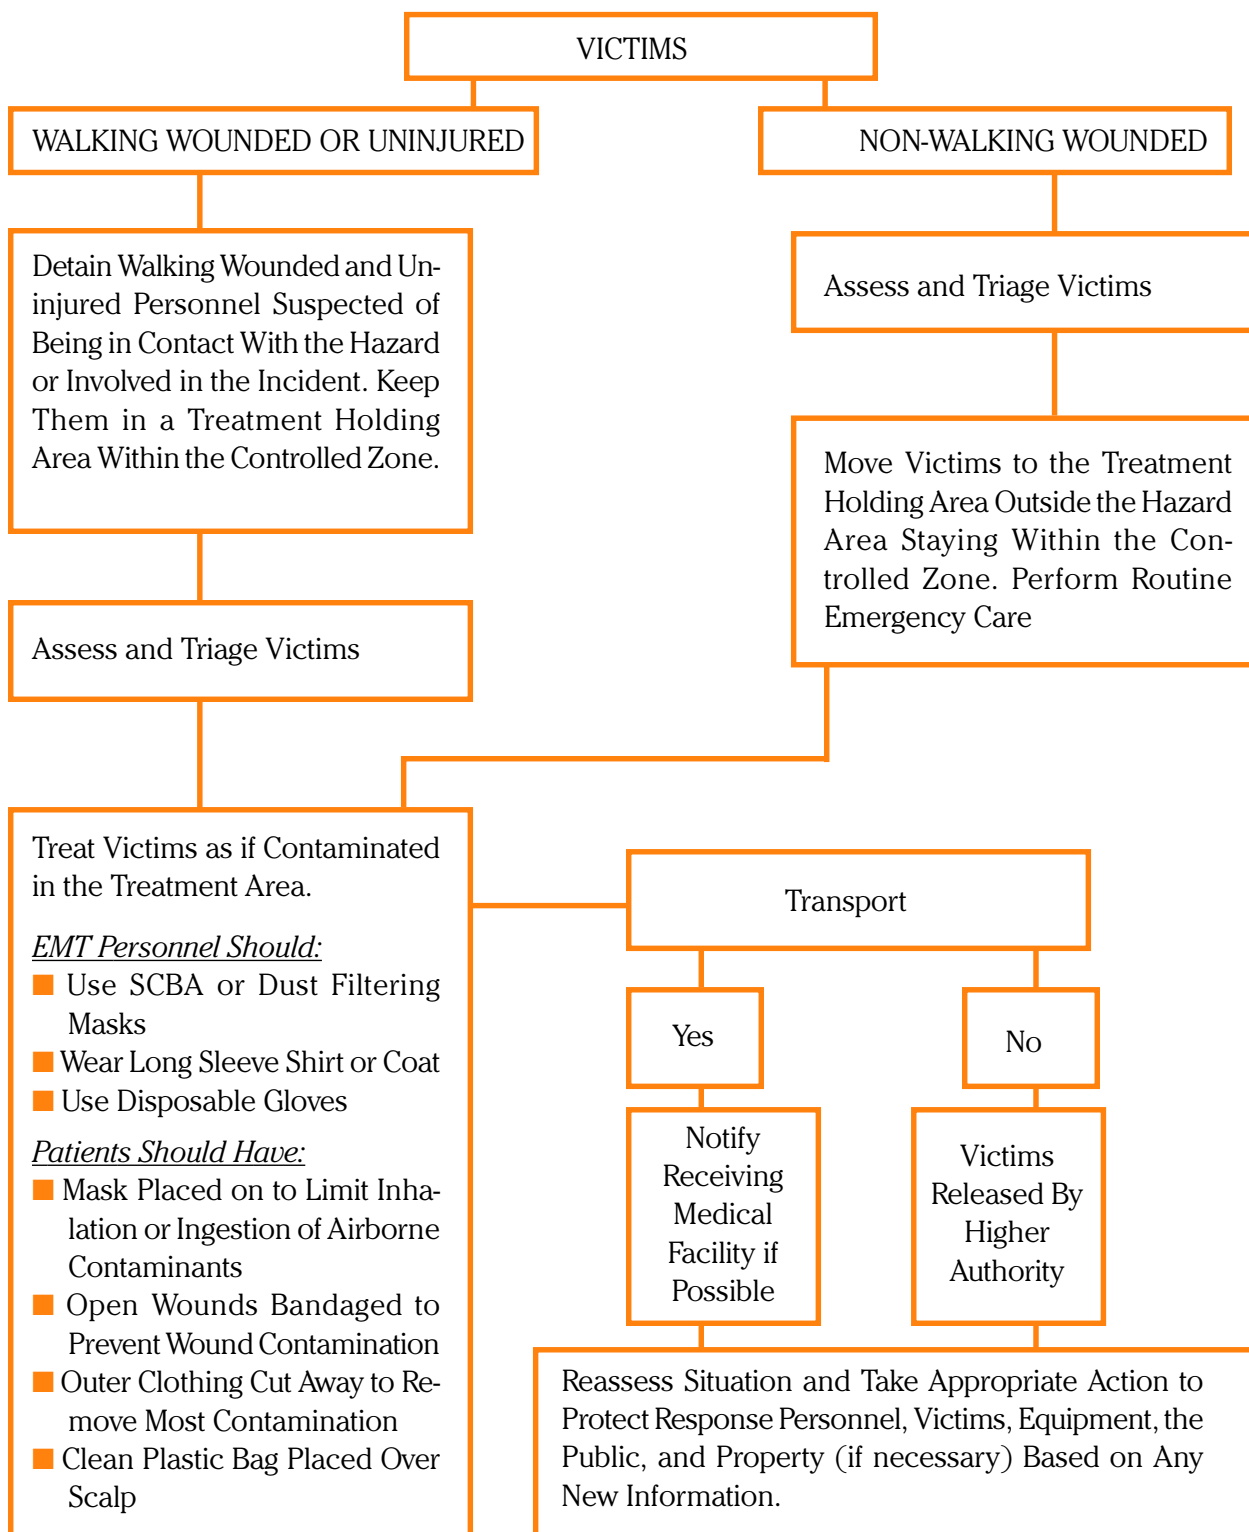 VICTIMS
WALKING WOUNDED OR UNINJURED
NON-WALKING WOUNDED
Detain Walking Wounded and Un-
injured Personnel Suspected of
Being in Contact With the Hazard
or Involved in the Incident. Keep
Them in a Treatment Holding
Area Within the Controlled Zone.
Assess and Triage Victims
Assess and Triage Victims
Move Victims to the Treatment
Holding Area Outside the Hazard
Area Staying Within the Con-
trolled Zone. Perform Routine
Emergency Care
Treat Victims as if Contaminated
in the Treatment Area.
EMT Personnel Should:
■ Use SCBA or Dust Filtering
Masks
■ Wear Long Sleeve Shirt or Coat
■ Use Disposable Gloves
Patients Should Have:
■ Mask Placed on to Limit Inha-
lation or Ingestion of Airborne
Contaminants
■ Open Wounds Bandaged to
Prevent Wound Contamination
■ Outer Clothing Cut Away to Re-
move Most Contamination
■ Clean Plastic Bag Placed Over
Scalp
Transport
Yes
No
Notify
Receiving
Medical
Facility if
Possible
Victims
Released By
Higher
Authority
Reassess Situation and Take Appropriate Action to
Protect Response Personnel, Victims, Equipment, the
Public, and Property (if necessary) Based on Any
New Information.